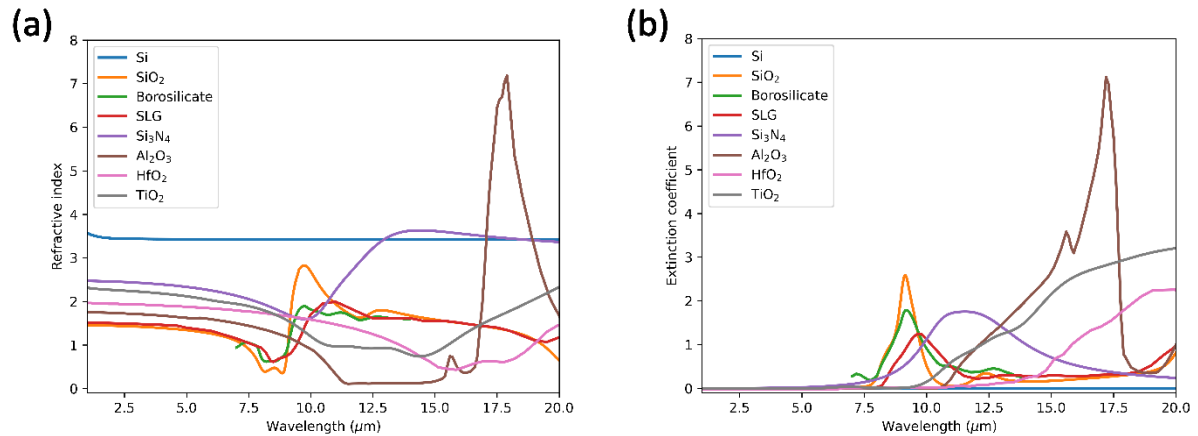 (a)
8
7
6
5
4
3
2
1
0
Refractive index
Si
SiO₂
Borosilicate
SLG
Si₃N₄
Al₂O₃
HfO₂
TiO₂
2.5 5.0 7.5 10.0 12.5 15.0 17.5 20.0
Wavelength (μm)
(b)
8
7
6
5
4
3
2
1
0
Extinction coefficient
Si
SiO₂
Borosilicate
SLG
Si₃N₄
Al₂O₃
HfO₂
TiO₂
2.5 5.0 7.5 10.0 12.5 15.0 17.5 20.0
Wavelength (μm)